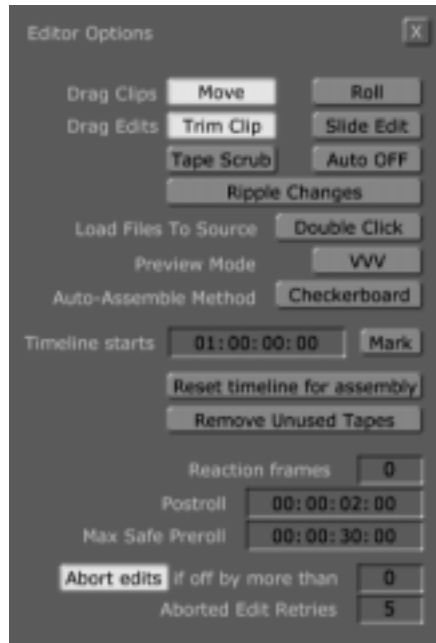 Editor Options X
Drag Clips Move Roll
Drag Edits Trim Clip Slide Edit
Tape Scrub Auto OFF
Ripple Changes
Load Files To Source Double Click
Preview Mode VVV
Auto-Assemble Method Checkerboard
Timeline starts 01:00:00:00 Mark
Reset timeline for assembly
Remove Unused Tapes
Reaction frames 0
Postroll 00:00:02:00
Max Safe Preroll 00:00:30:00
Abort edits if off by more than 0
Aborted Edit Retries 5